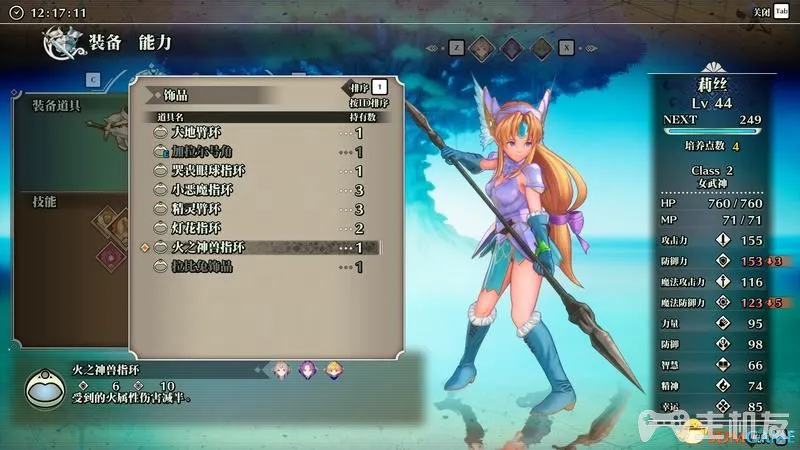 12:17:11
关闭 Tab
装备 能力
Z X
C
饰品
排序 1
按ID排序
道具名 持有数
大地臂环 1
加拉尔号角 1
哭丧眼球指环 1
小恶魔指环 3
精灵臂环 3
灯花指环 2
火之神兽指环 1
拉比兔饰品 1
装备道具
技能
火之神兽指环
6 10
受到的火属性伤害减半。
莉丝
Lv 44
NEXT 249
培养点数 4
Class 2
女武神
HP 760/760
MP 71/71
攻击力 155
防御力 153 3
魔法攻击力 116
魔法防御力 123 5
力量 95
防御 98
智慧 66
精神 74
幸运 85
主机友